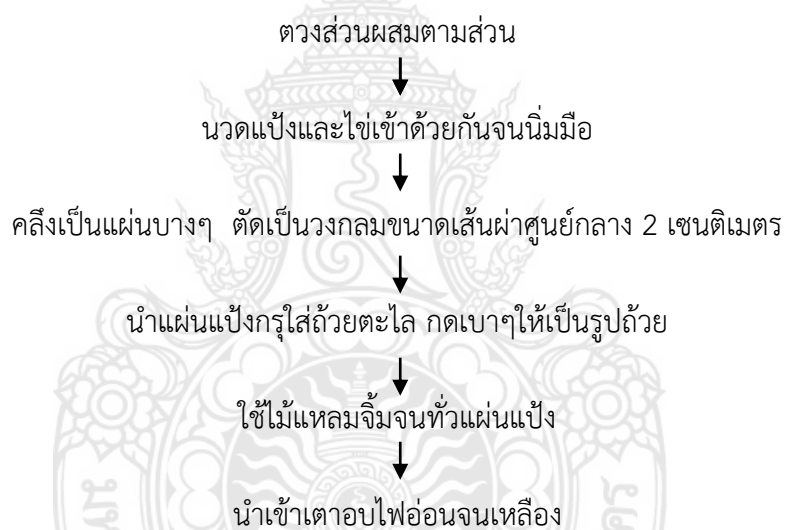 ตวงส่วนผสมตามส่วน
นวดแป้งและไข่เข้าด้วยกันจนนิ่มมือ
คลึงเป็นแผ่นบางๆ ตัดเป็นวงกลมขนาดเส้นผ่าศูนย์กลาง 2 เซนติเมตร
นำแผ่นแป้งกรุใส่ถ้วยตะไล กดเบาๆให้เป็นรูปถ้วย
ใช้ไม้แหลมจิ้มจนทั่วแผ่นแป้ง
นำเข้าเตาอบไฟอ่อนจนเหลือง